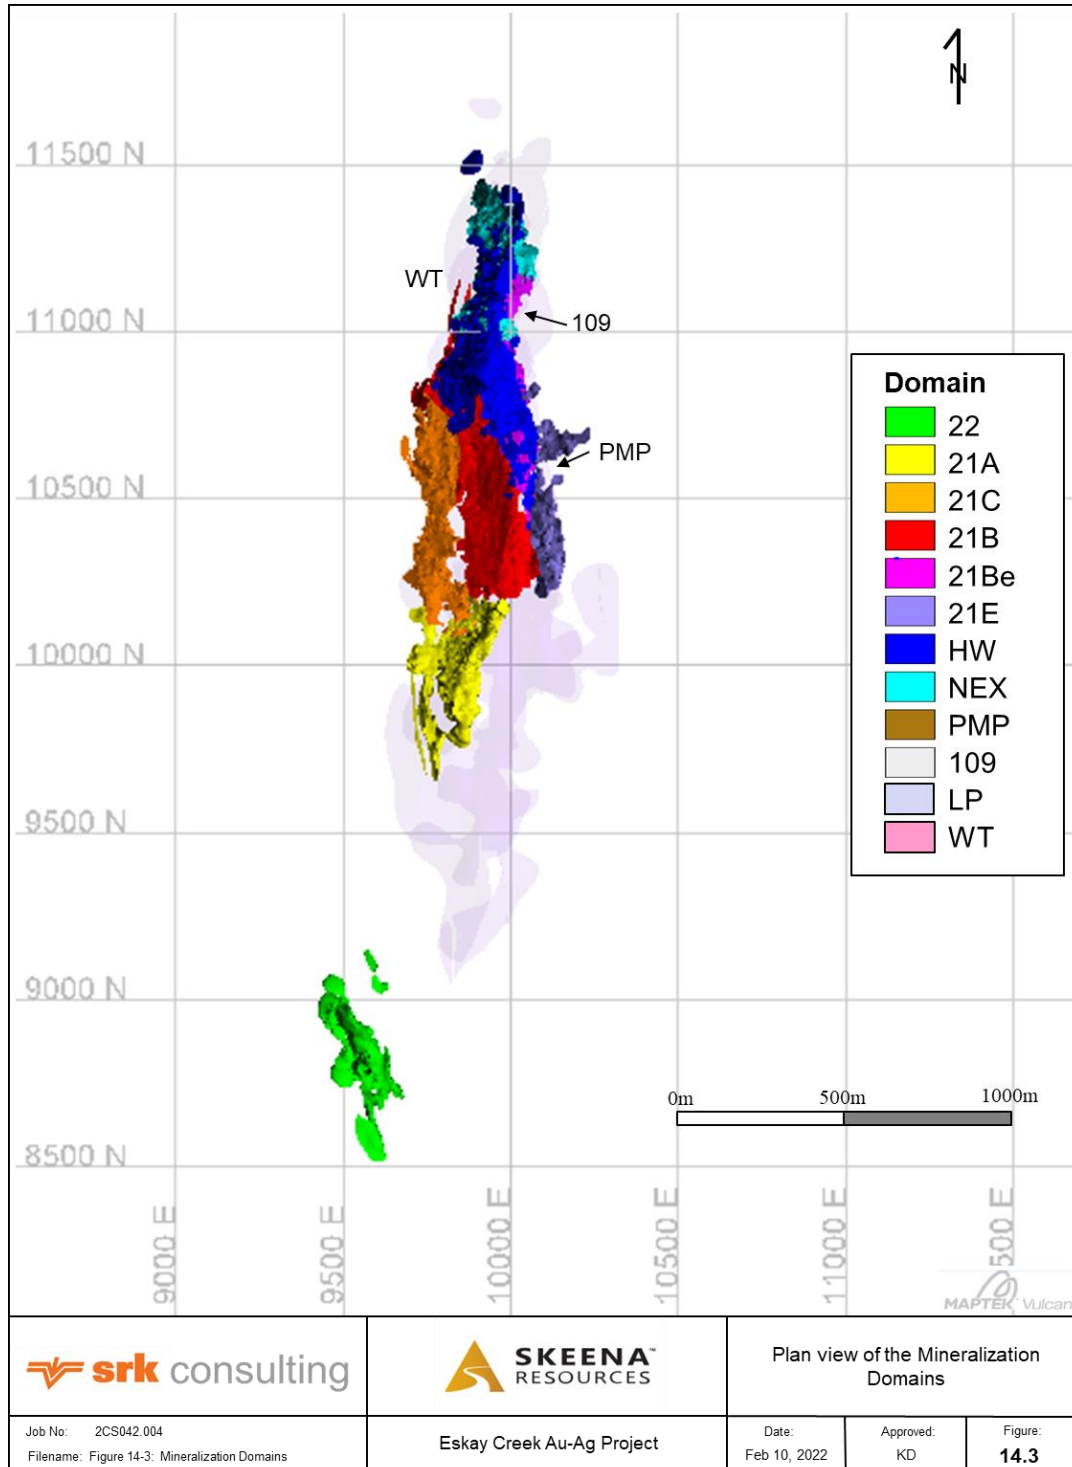 N
11500 N
WT
11000 N
109
Domain
22
21A
21C
21B
21Be
21E
HW
NEX
PMP
109
LP
WT
PMP
10500 N
10000 N
9500 N
9000 N
0m 500m 1000m
8500 N
9000 E
9500 E
10000 E
10500 E
11000 E
500 E
MAPTEK Vulcan
srk consulting
SKEENA™
RESOURCES
Plan view of the Mineralization
Domains
Job No: 2CS042.004
Filename: Figure 14-3: Mineralization Domains
Eskay Creek Au-Ag Project
Date:
Feb 10, 2022
Approved:
KD
Figure:
14.3